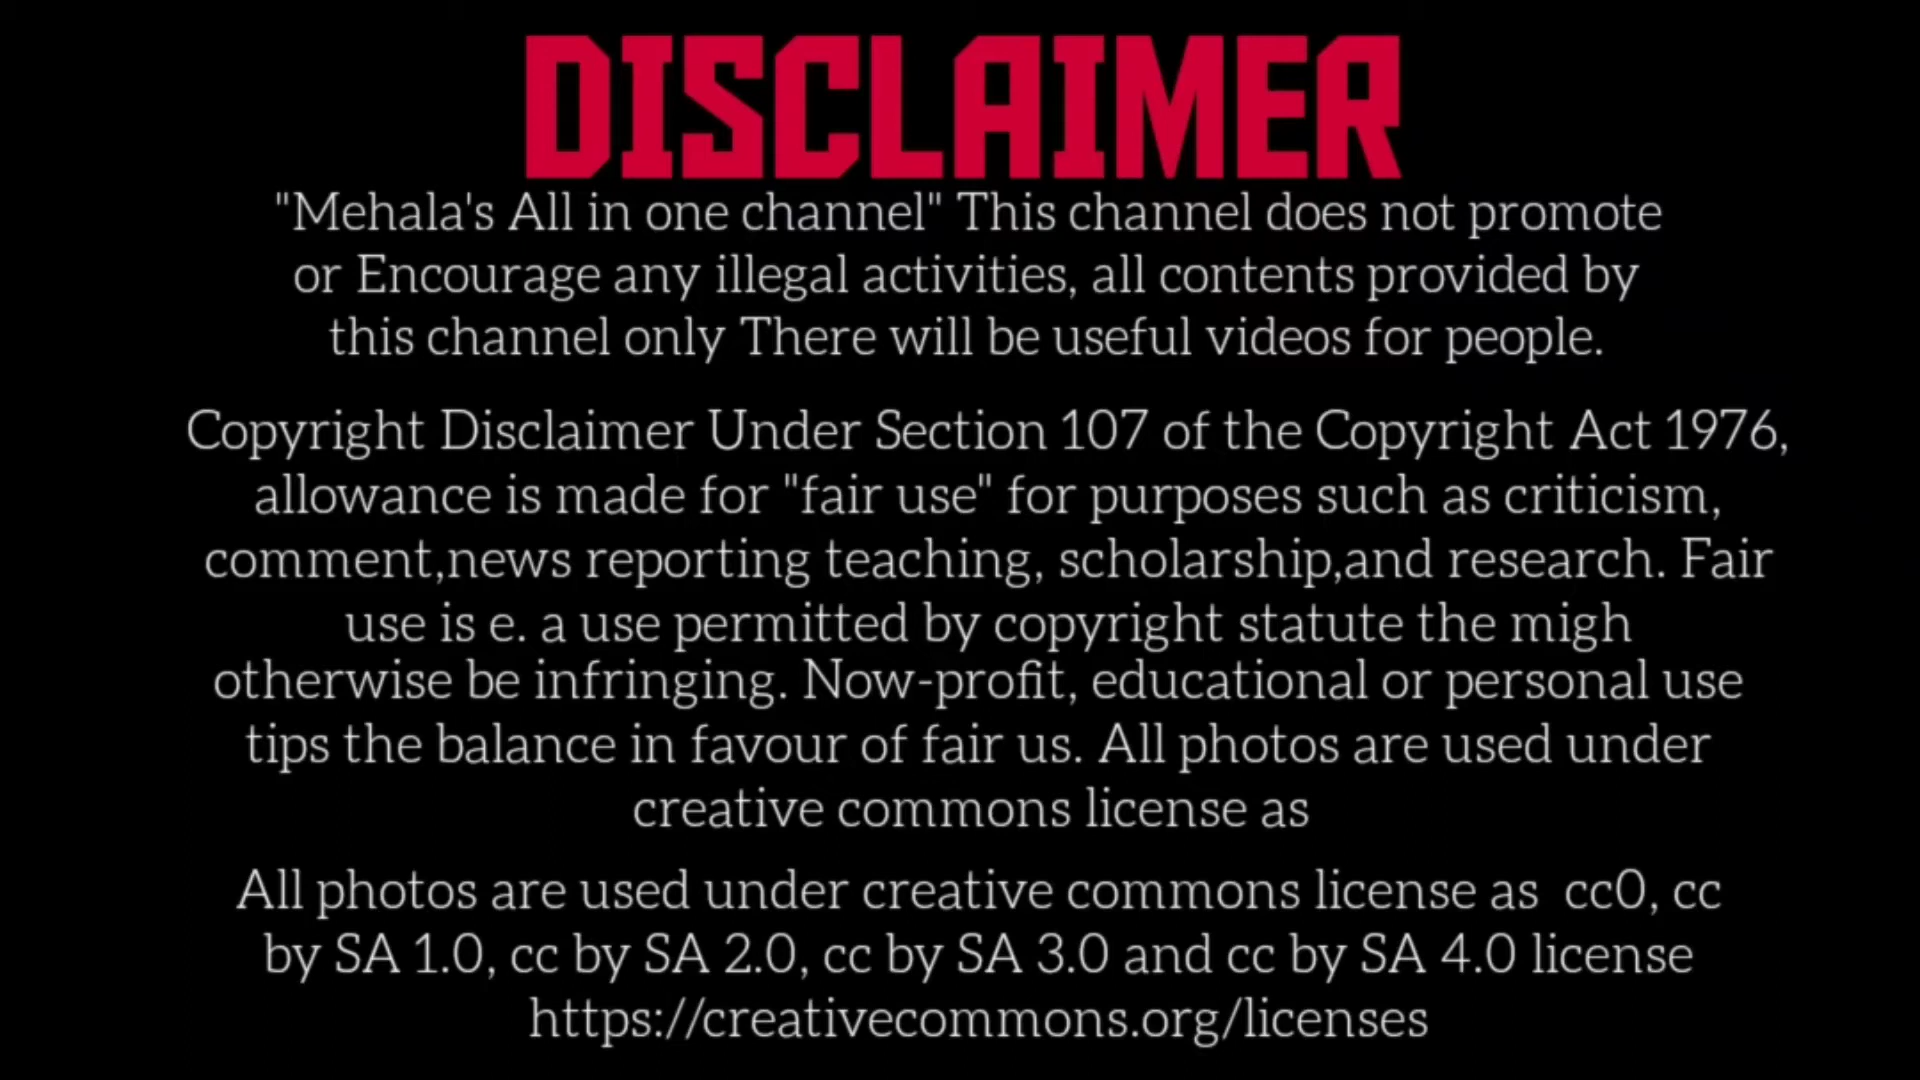 DISCLAIMER
"Mehala's All in one channel" This channel does not promote
or Encourage any illegal activities, all contents provided by
this channel only There will be useful videos for people.
Copyright Disclaimer Under Section 107 of the Copyright Act 1976,
allowance is made for "fair use" for purposes such as criticism,
comment,news reporting teaching, scholarship,and research. Fair
use is e. a use permitted by copyright statute the migh
otherwise be infringing. Now-profit, educational or personal use
tips the balance in favour of fair us. All photos are used under
creative commons license as
All photos are used under creative commons license as cc0, cc
by SA 1.0, cc by SA 2.0, cc by SA 3.0 and cc by SA 4.0 license
https://creativecommons.org/licenses